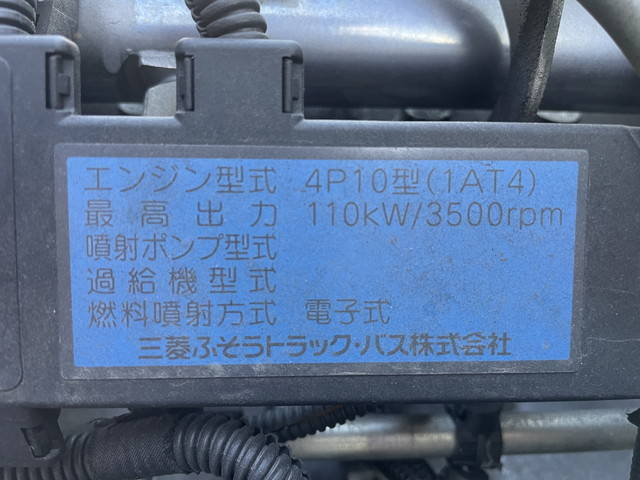 エンジン型式 4P10型(1AT4)
最高出力 110kW/3500rpm
噴射ポンプ型式
過給機型式
燃料噴射方式 電子式
三菱ふそうトラック・バス株式会社